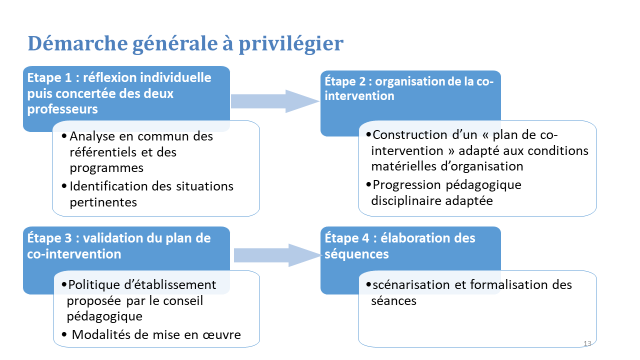 Démarche générale à privilégier
Etape 1 : réflexion individuelle
puis concertée des deux
professeurs
•Analyse en commun des
référentiels et des
programmes
•Identification des situations
pertinentes
Étape 2 : organisation de la co-
intervention
•Construction d’un « plan de co-
intervention » adapté aux conditions
matérielles d’organisation
•Progression pédagogique
disciplinaire adaptée
Étape 3 : validation du plan de
co-intervention
•Politique d’établissement
proposée par le conseil
pédagogique
• Modalités de mise en œuvre
Étape 4 : élaboration des
séquences
•scénarisation et formalisation des
séances
13